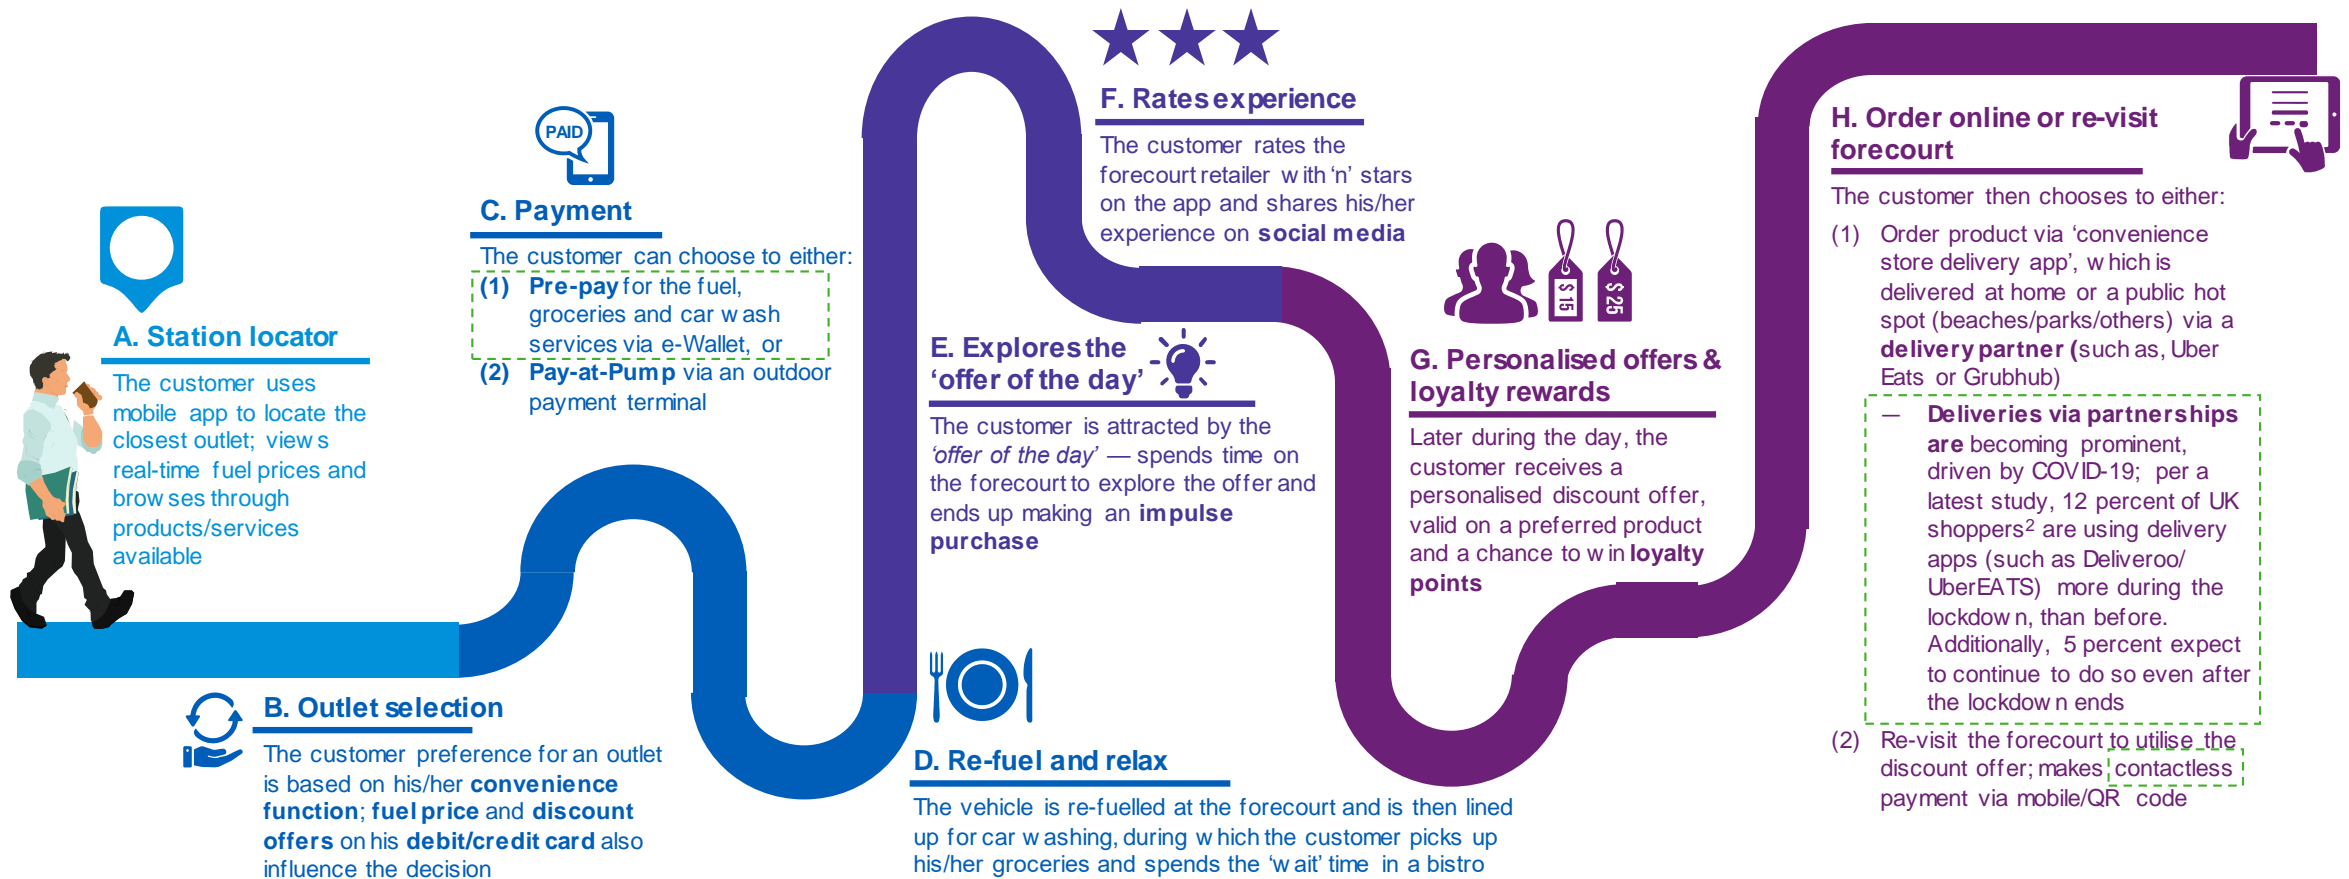 A. Station locator
The customer uses
mobile app to locate the
closest outlet; views
real-time fuel prices and
browses through
products/services
available
B. Outlet selection
The customer preference for an outlet
is based on his/her convenience
function; fuel price and discount
offers on his debit/credit card also
influence the decision
PAID
C. Payment
The customer can choose to either:
(1) Pre-pay for the fuel,
groceries and car wash
services via e-Wallet, or
(2) Pay-at-Pump via an outdoor
payment terminal
D. Re-fuel and relax
The vehicle is re-fuelled at the forecourt and is then lined
up for car washing, during which the customer picks up
his/her groceries and spends the ‘wait’ time in a bistro
E. Explores the
‘offer of the day’
The customer is attracted by the
‘offer of the day’ — spends time on
the forecourt to explore the offer and
ends up making an impulse
purchase
F. Rates experience
The customer rates the
forecourt retailer with ‘n’ stars
on the app and shares his/her
experience on social media
$ 15
$ 25
G. Personalised offers &
loyalty rewards
Later during the day, the
customer receives a
personalised discount offer,
valid on a preferred product
and a chance to win loyalty
points
H. Order online or re-visit
forecourt
The customer then chooses to either:
(1) Order product via ‘convenience
store delivery app’, which is
delivered at home or a public hot
spot (beaches/parks/others) via a
delivery partner (such as, Uber
Eats or Grubhub)
— Deliveries via partnerships
are becoming prominent,
driven by COVID-19; per a
latest study, 12 percent of UK
shoppers² are using delivery
apps (such as Deliveroo/
UberEATS) more during the
lockdown, than before.
Additionally, 5 percent expect
to continue to do so even after
the lockdown ends
(2) Re-visit the forecourt to utilise the
discount offer; makes contactless
payment via mobile/QR code